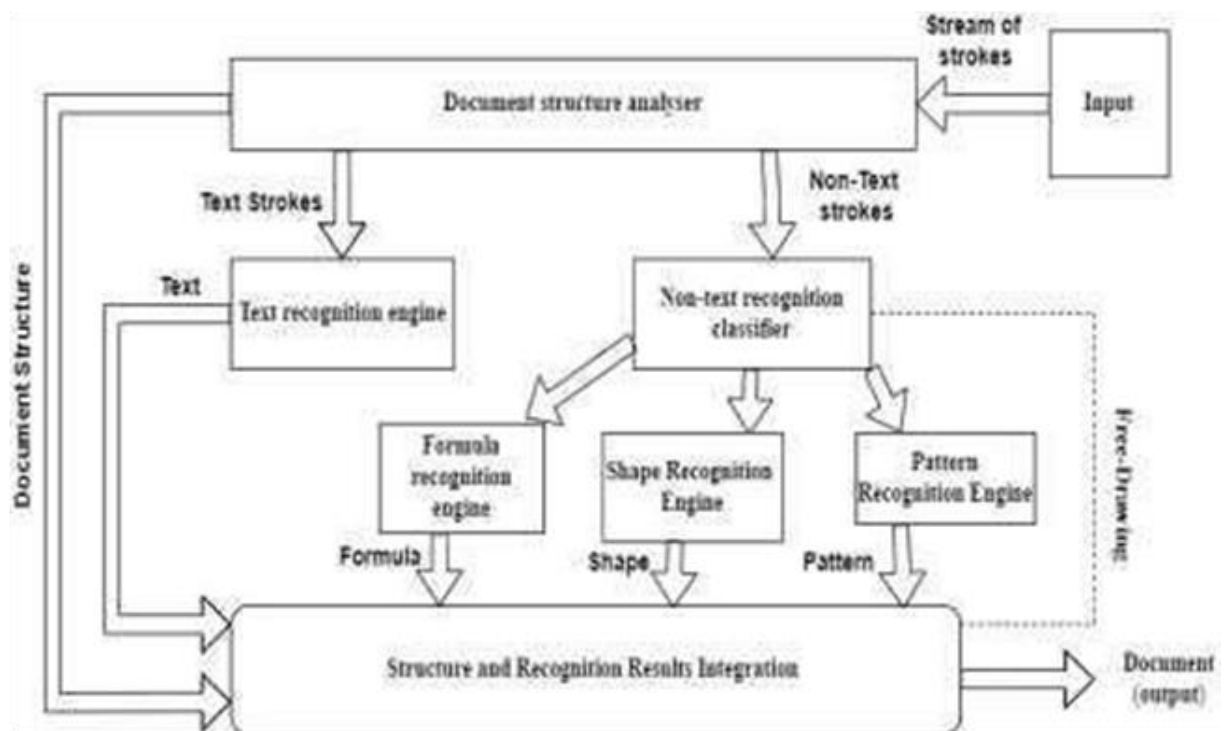 Stream of
strokes
Input
Document structure analyser
Text Strokes
Non-Text
strokes
Text
Text recognition engine
Non-text recognition
classifier
Document Structure
Formula
recognition
engine
Shape Recognition
Engine
Pattern
Recognition Engine
Free-Drawing
Formula
Shape
Pattern
Structure and Recognition Results Integration
Document
(output)